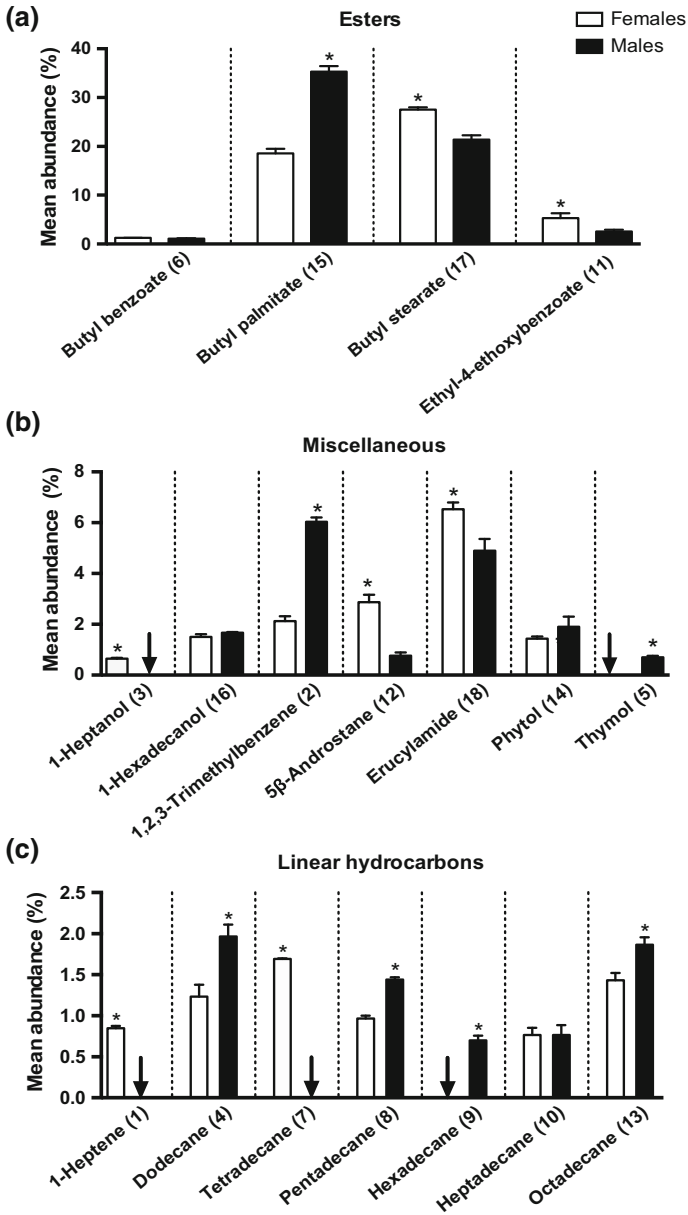 (a)
Esters
Females
Males
Mean abundance (%)
40
30
20
10
0
*
*
*
Butyl benzoate (6)
Butyl palmitate (15)
Butyl stearate (17)
Ethyl-4-ethoxybenzoate (11)
(b)
Miscellaneous
Mean abundance (%)
8
6
4
2
0
*
*
*
*
*
1-Heptanol (3)
1-Hexadecanol (16)
1,2,3-Trimethylbenzene (2)
5β-Androstane (12)
Erucylamide (18)
Phytol (14)
Thymol (5)
(c)
Linear hydrocarbons
Mean abundance (%)
2.5
2.0
1.5
1.0
0.5
0.0
*
*
*
*
*
*
1-Heptene (1)
Dodecane (4)
Tetradecane (7)
Pentadecane (8)
Hexadecane (9)
Heptadecane (10)
Octadecane (13)